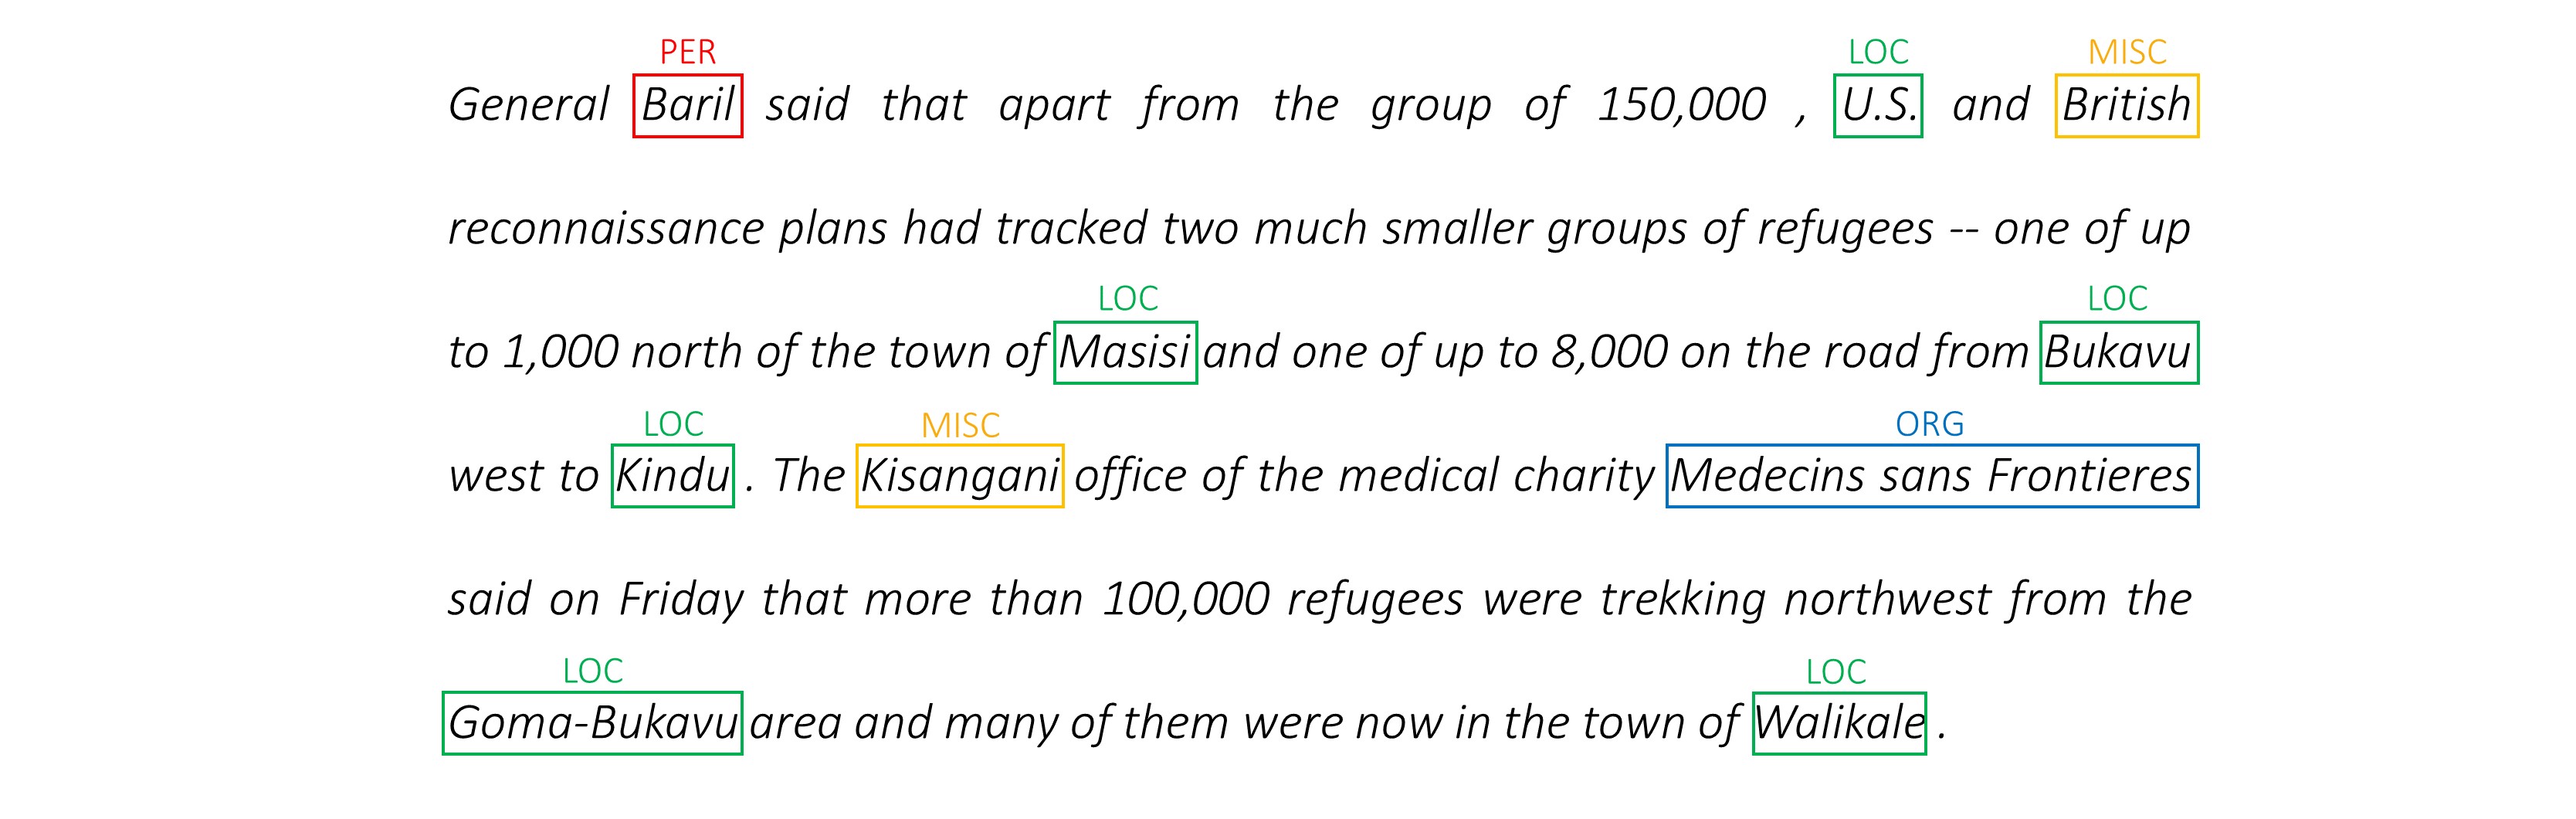 PER LOC MISC
General Baril said that apart from the group of 150,000 , U.S. and British
reconnaissance plans had tracked two much smaller groups of refugees -- one of up
LOC LOC
to 1,000 north of the town of Masisi and one of up to 8,000 on the road from Bukavu
LOC MISC ORG
west to Kindu . The Kisangani office of the medical charity Medecins sans Frontieres
said on Friday that more than 100,000 refugees were trekking northwest from the
LOC LOC
Goma-Bukavu area and many of them were now in the town of Walikale .